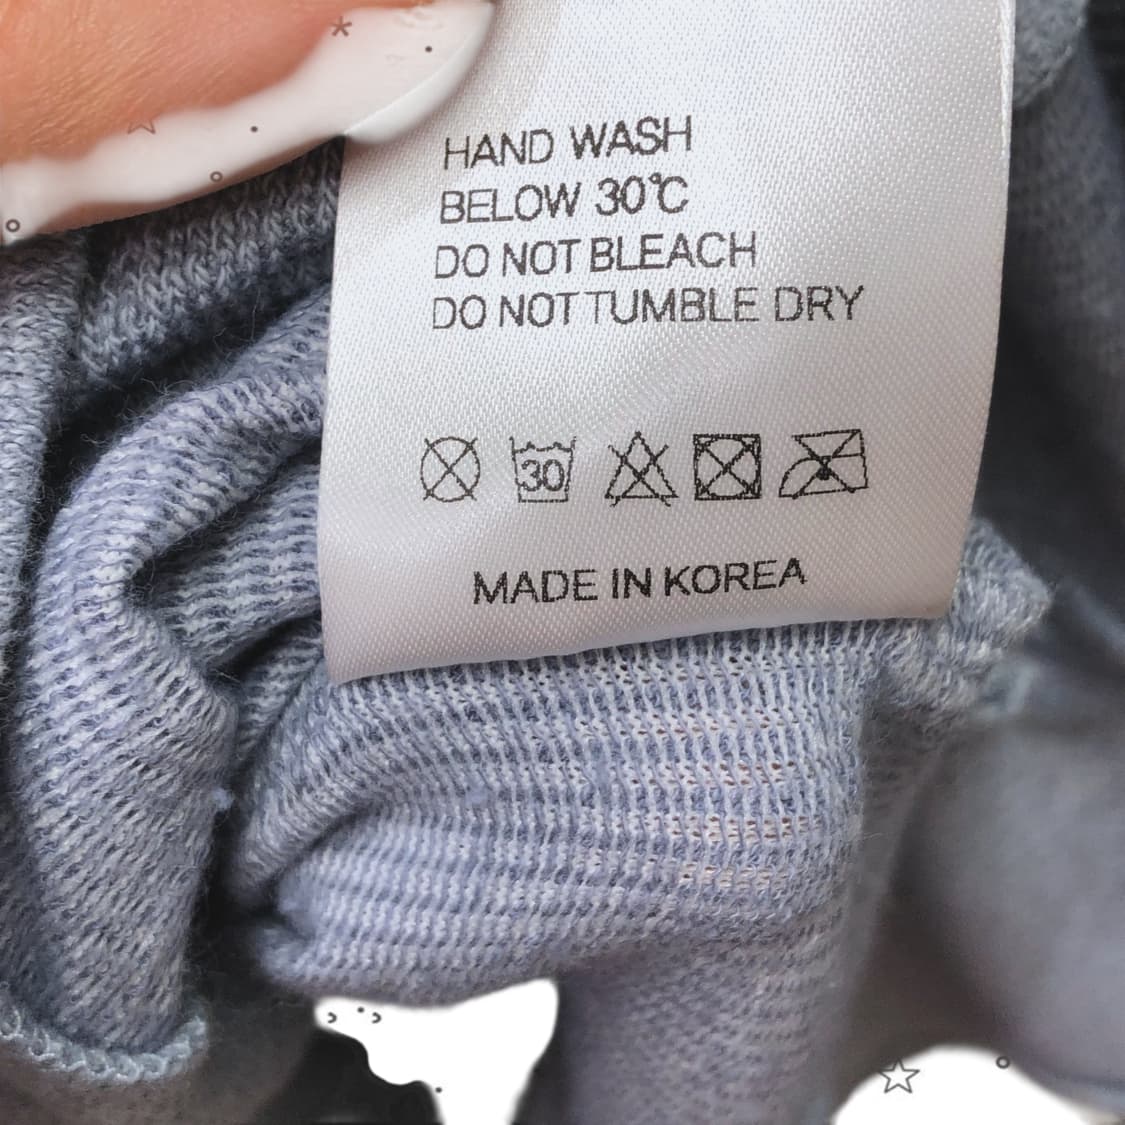 HAND WASH
BELOW 30℃
DO NOT BLEACH
DO NOT TUMBLE DRY
30
MADE IN KOREA